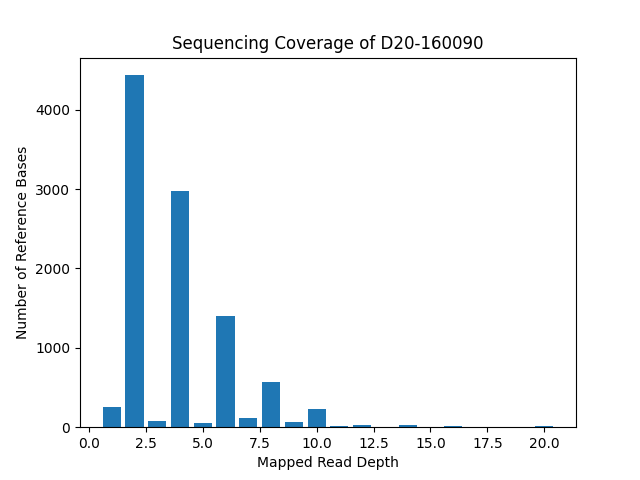 Sequencing Coverage of D20-160090
4000
3000
2000
1000
0
Number of Reference Bases
0.0 2.5 5.0 7.5 10.0 12.5 15.0 17.5 20.0
Mapped Read Depth